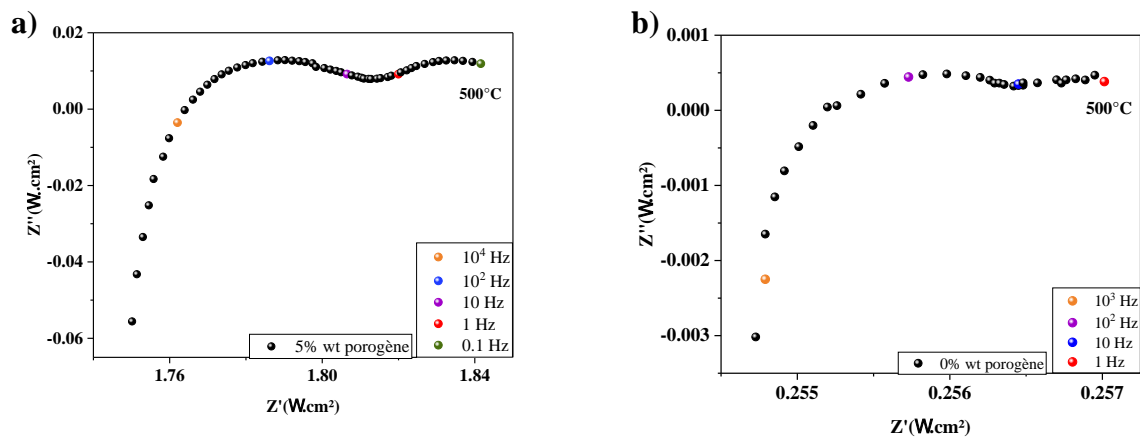 a)
0.02
0.00
-0.02
-0.04
-0.06
Z''(W.cm²)
500°C
10⁴ Hz
10² Hz
10 Hz
1 Hz
0.1 Hz
5% wt porogène
1.76
1.80
1.84
Z'(W.cm²)
b)
0.001
0.000
-0.001
-0.002
-0.003
Z''(W.cm²)
500°C
10³ Hz
10² Hz
10 Hz
1 Hz
0% wt porogène
0.255
0.256
0.257
Z'(W.cm²)